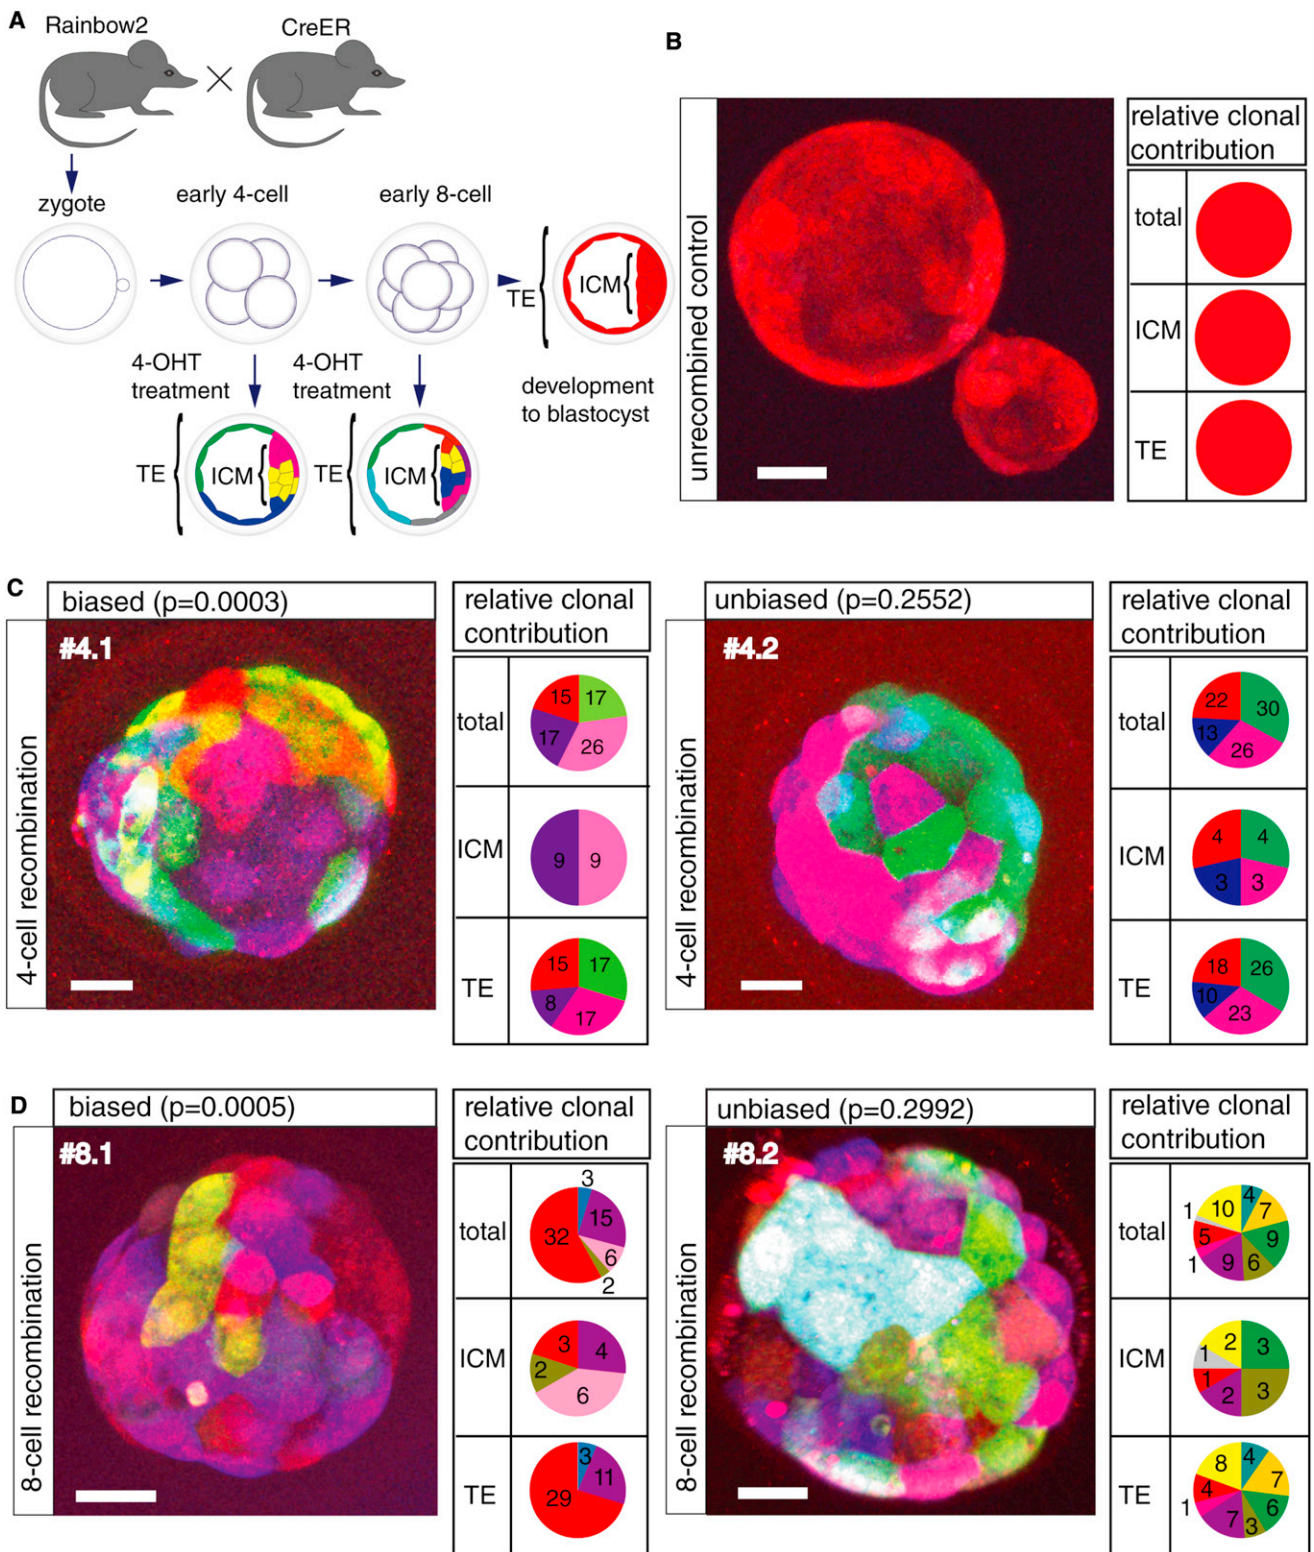 A
Rainbow2
CreER
zygote
early 4-cell
early 8-cell
TE
ICM
4-OHT
treatment
4-OHT
treatment
development
to blastocyst
TE
ICM
TE
ICM
B
unrecombined control
relative clonal
contribution
total
ICM
TE
C
biased (p=0.0003)
4-cell recombination
#4.1
relative clonal
contribution
total
15
17
17
26
ICM
9
9
TE
15
17
8
17
unbiased (p=0.2552)
4-cell recombination
#4.2
relative clonal
contribution
total
22
30
13
26
ICM
4
4
3
3
TE
18
26
10
23
D
biased (p=0.0005)
8-cell recombination
#8.1
relative clonal
contribution
total
3
15
32
6
2
ICM
3
4
2
6
TE
3
11
29
unbiased (p=0.2992)
8-cell recombination
#8.2
relative clonal
contribution
total
4
10
7
1
5
9
1
9
6
ICM
2
3
1
1
2
3
TE
4
8
7
4
6
1
7
3